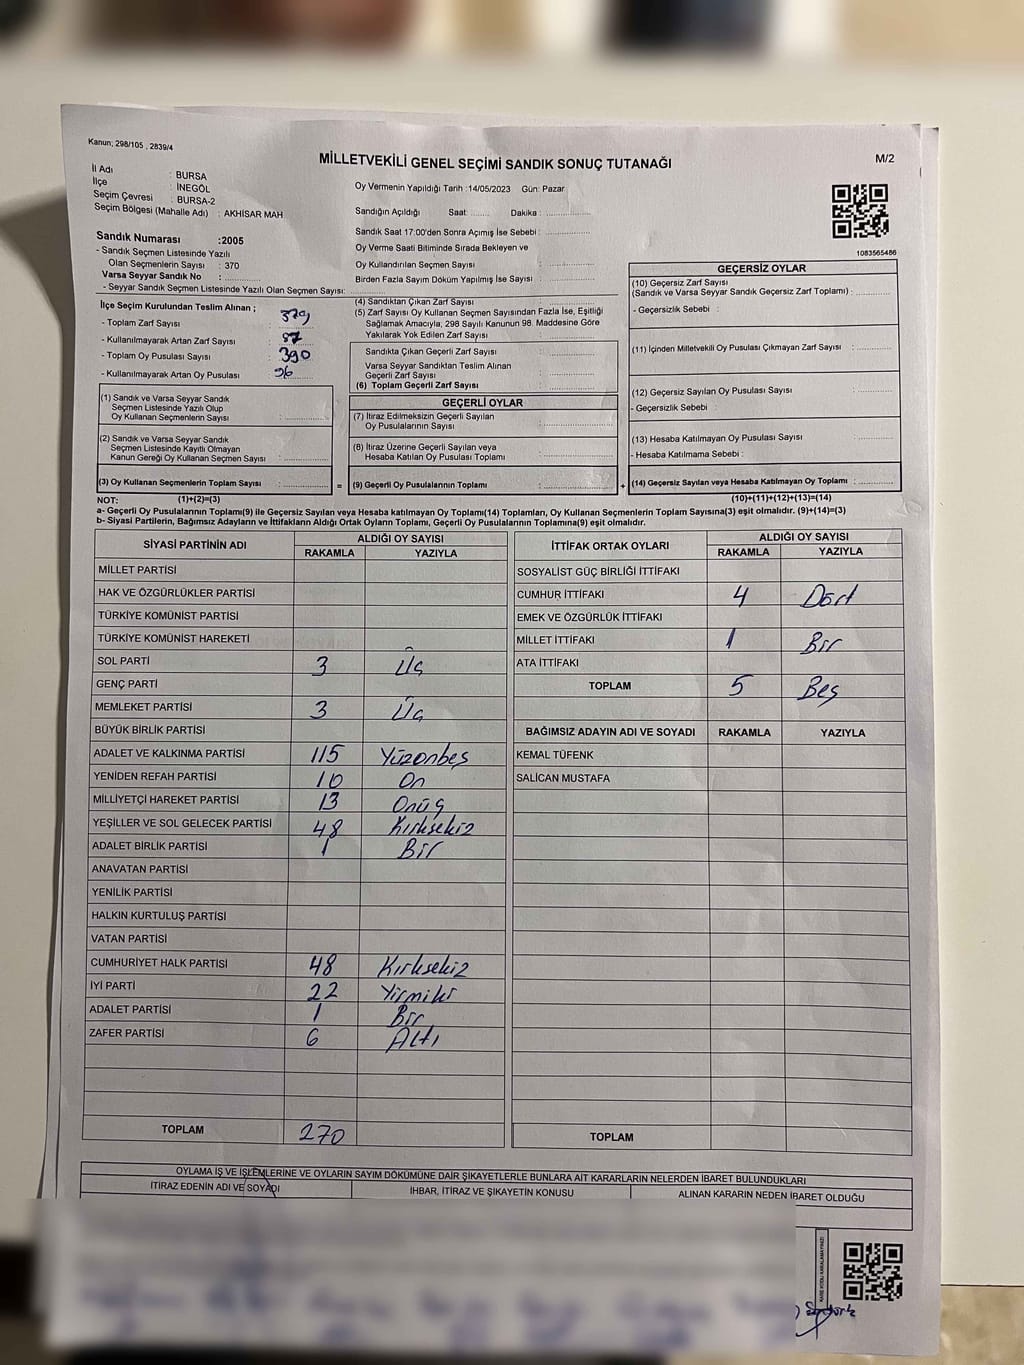 Kanun; 298/105 , 2839/4
MİLLETVEKİLİ GENEL SEÇİMİ SANDIK SONUÇ TUTANAĞI
M/2
İl Adı : BURSA
İlçe : İNEGÖL
Seçim Çevresi : BURSA-2
Seçim Bölgesi (Mahalle Adı) : AKHİSAR MAH
Sandık Numarası :2005
- Sandık Seçmen Listesinde Yazılı
Olan Seçmenlerin Sayısı : 370
Varsa Seyyar Sandık No :
- Seyyar Sandık Seçmen Listesinde Yazılı Olan Seçmen Sayısı:
Oy Vermenin Yapıldığı Tarih :14/05/2023 Gün: Pazar
Sandığın Açıldığı Saat: ........ Dakika : ................
Sandık Saat 17:00'den Sonra Açımış İse Sebebi : ................
Oy Verme Saati Bitiminde Sırada Bekleyen ve
Oy Kullandırılan Seçmen Sayısı : ................
Birden Fazla Sayım Döküm Yapılmış İse Sayısı : ................
1083565486
İlçe Seçim Kurulundan Teslim Alınan ;
- Toplam Zarf Sayısı :
- Kullanılmayarak Artan Zarf Sayısı :
- Toplam Oy Pusulası Sayısı : 390
- Kullanılmayarak Artan Oy Pusulası : 96
(4) Sandıktan Çıkan Zarf Sayısı : ................
(5) Zarf Sayısı Oy Kullanan Seçmen Sayısından Fazla İse, Eşitliği
Sağlamak Amacıyla; 298 Sayılı Kanunun 98. Maddesine Göre
Yakılarak Yok Edilen Zarf Sayısı : ................
Sandıkta Çıkan Geçerli Zarf Sayısı : ................
Varsa Seyyar Sandıktan Teslim Alınan
Geçerli Zarf Sayısı : ................
(6) Toplam Geçerli Zarf Sayısı : ................
GEÇERSİZ OYLAR
(10) Geçersiz Zarf Sayısı
(Sandık ve Varsa Seyyar Sandık Geçersiz Zarf Toplamı) : ............
- Geçersizlik Sebebi :
(11) İçinden Milletvekili Oy Pusulası Çıkmayan Zarf Sayısı : ............
(12) Geçersiz Sayılan Oy Pusulası Sayısı : ............
- Geçersizlik Sebebi :
(13) Hesaba Katılmayan Oy Pusulası Sayısı : ............
- Hesaba Katılmama Sebebi :
(14) Geçersiz Sayılan veya Hesaba Katılmayan Oy Toplamı : ............
(1) Sandık ve Varsa Seyyar Sandık
Seçmen Listesinde Yazılı Olup
Oy Kullanan Seçmenlerin Sayısı : ............
(2) Sandık ve Varsa Seyyar Sandık
Seçmen Listesinde Kayıtlı Olmayan
Kanun Gereği Oy Kullanan Seçmen Sayısı : ............
(3) Oy Kullanan Seçmenlerin Toplam Sayısı : ............
=
GEÇERLİ OYLAR
(7) İtiraz Edilmeksizin Geçerli Sayılan
Oy Pusulalarının Sayısı : ................
(8) İtiraz Üzerine Geçerli Sayılan veya
Hesaba Katılan Oy Pusulası Toplamı : ................
(9) Geçerli Oy Pusulalarının Toplamı : ................
+
NOT: (1)+(2)=(3)
(10)+(11)+(12)+(13)=(14)
a- Geçerli Oy Pusulalarının Toplamı(9) ile Geçersiz Sayılan veya Hesaba katılmayan Oy Toplamı(14) Toplamları, Oy Kullanan Seçmenlerin Toplam Sayısına(3) eşit olmalıdır. (9)+(14)=(3)
b- Siyasi Partilerin, Bağımsız Adayların ve İttifakların Aldığı Ortak Oyların Toplamı, Geçerli Oy Pusulalarının Toplamına(9) eşit olmalıdır.
SİYASİ PARTİNİN ADI
ALDIĞI OY SAYISI
RAKAMLA YAZIYLA
MİLLET PARTİSİ
HAK VE ÖZGÜRLÜKLER PARTİSİ
TÜRKİYE KOMÜNİST PARTİSİ
TÜRKİYE KOMÜNİST HAREKETİ
SOL PARTİ 3 Üç
GENÇ PARTİ
MEMLEKET PARTİSİ 3 Üç
BÜYÜK BİRLİK PARTİSİ
ADALET VE KALKINMA PARTİSİ 115 Yüzonbeş
YENİDEN REFAH PARTİSİ 10 On
MİLLİYETÇİ HAREKET PARTİSİ 13 Onüç
YEŞİLLER VE SOL GELECEK PARTİSİ 48 Kırksekiz
ADALET BİRLİK PARTİSİ 1 Bir
ANAVATAN PARTİSİ
YENİLİK PARTİSİ
HALKIN KURTULUŞ PARTİSİ
VATAN PARTİSİ
CUMHURİYET HALK PARTİSİ 48 Kırksekiz
İYİ PARTİ 22 Yirmiki
ADALET PARTİSİ 1 Bir
ZAFER PARTİSİ 6 Altı
TOPLAM 270
İTTİFAK ORTAK OYLARI
ALDIĞI OY SAYISI
RAKAMLA YAZIYLA
SOSYALİST GÜÇ BİRLİĞİ İTTİFAKI
CUMHUR İTTİFAKI 4 Dört
EMEK VE ÖZGÜRLÜK İTTİFAKI
MİLLET İTTİFAKI 1 Bir
ATA İTTİFAKI
TOPLAM 5 Beş
BAĞIMSIZ ADAYIN ADI VE SOYADI RAKAMLA YAZIYLA
KEMAL TÜFENK
SALİCAN MUSTAFA
TOPLAM
OYLAMA İŞ VE İŞLEMLERİNE VE OYLARIN SAYIM DÖKÜMÜNE DAİR ŞİKAYETLERLE BUNLARA AİT KARARLARIN NELERDEN İBARET BULUNDUKLARI
İTİRAZ EDENİN ADI VE SOYADI
İHBAR, İTİRAZ VE ŞİKAYETİN KONUSU
ALINAN KARARIN NEDEN İBARET OLDUĞU
KARE KODU KARALAMAYINIZ!